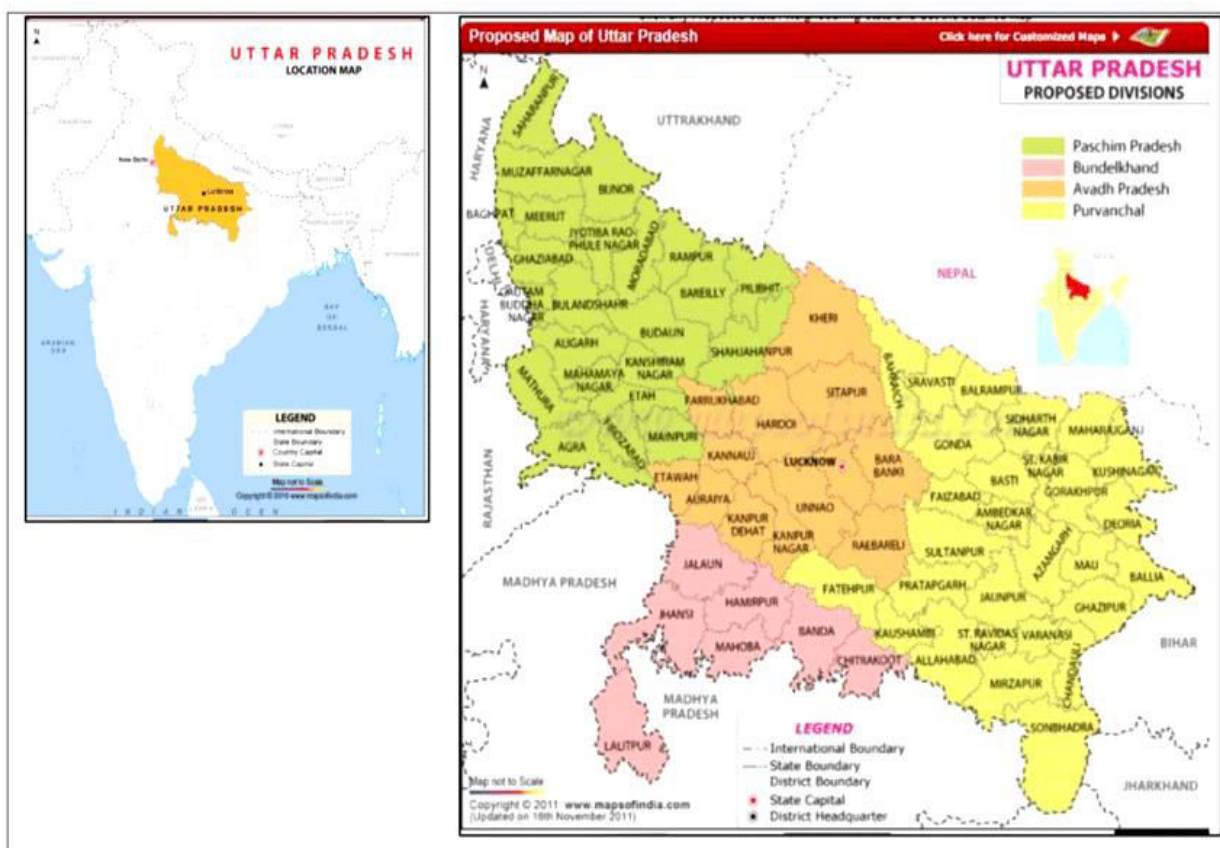 N
UTTAR PRADESH
LOCATION MAP
New Delhi
Lucknow
UTTAR PRADESH
BAY
OF
BENGAL
ARABIAN
SEA
LEGEND
International Boundary
State Boundary
Country Capital
State Capital
Map not to Scale
Copyright © 2010 www.mapsofindia.com
INDIAN OCEN
Proposed Map of Uttar Pradesh
Click here for Customized Maps
N
UTTAR PRADESH
PROPOSED DIVISIONS
Paschim Pradesh
Bundelkhand
Avadh Pradesh
Purvanchal
UTTRAKHAND
HARYANA
DELHI
HARYANA
RAJASTHAN
NEPAL
SAHARANPUR
MUZAFFARNAGAR
BIJNOR
BAGHPAT
MEERUT
JYOTIBA RAO-
PHULE NAGAR
MORADABAD
RAMPUR
GHAZIABAD
GAUTAM
BUDDHA
NAGAR
BULANDSHAHR
BAREILLY
PILIBHIT
BUDAUN
ALIGARH
SHAHJAHANPUR
KANSHIRAM
NAGAR
MAHAMAYA
NAGAR
MATHURA
ETAH
AGRA
FIROZABAD
MAINPURI
KHERI
SITAPUR
FARRUKHABAD
HARDOI
KANNAUJ
LUCKNOW
BARA
BANKI
ETAWAH
AURAIYA
UNNAO
KANPUR
DEHAT
KANPUR
NAGAR
RAEBARELI
BAHRAICH
SRAVASTI
BALRAMPUR
SIDHARTH
NAGAR
MAHARAJGANJ
GONDA
ST. KABIR
NAGAR
KUSHINAGAR
BASTI
GORAKHPUR
FAIZABAD
AMBEDKAR
NAGAR
DEORIA
SULTANPUR
AZAMGARH
MAU
BALLIA
PRATAPGARH
JAUNPUR
GHAZIPUR
FATEHPUR
KAUSHAMBI
ST. RAVIDAS
NAGAR
VARANASI
ALLAHABAD
CHANDAULI
MIRZAPUR
SONBHADRA
JALAUN
HAMIRPUR
JHANSI
BANDA
MAHOBA
CHITRAKOOT
LALITPUR
MADHYA PRADESH
MADHYA
PRADESH
BIHAR
JHARKHAND
LEGEND
International Boundary
State Boundary
District Boundary
State Capital
District Headquarter
Map not to Scale
Copyright © 2011 www.mapsofindia.com
(Updated on 16th November 2011)